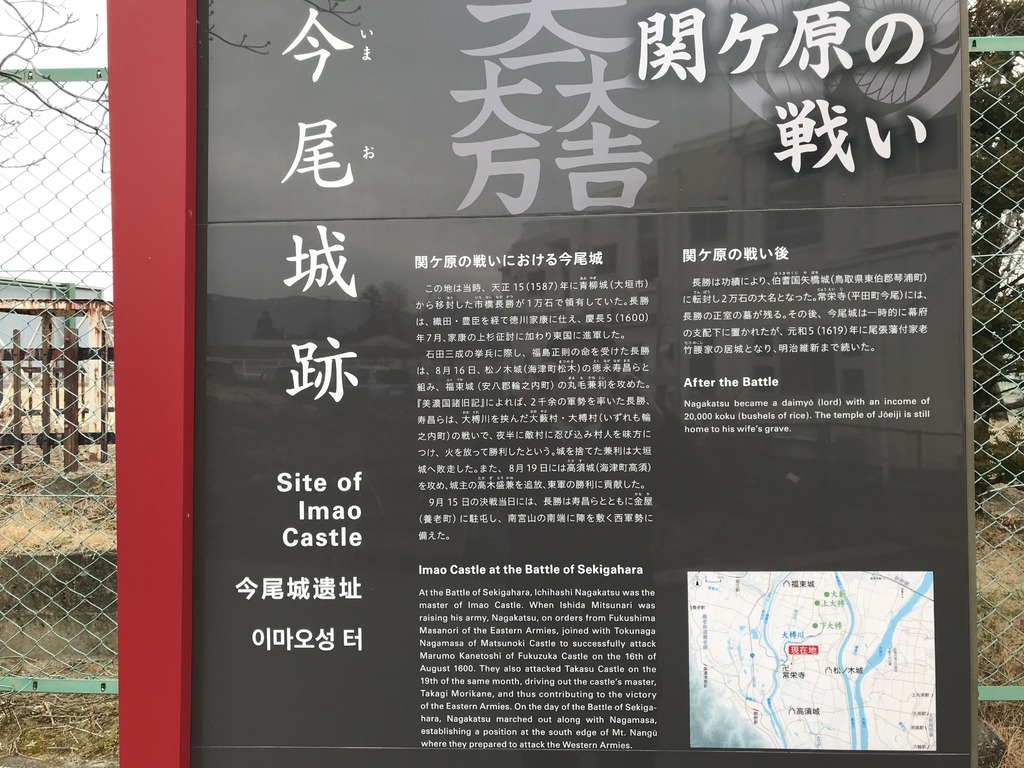 今尾城跡
いま
お
Site of
Imao
Castle
今尾城遗址
이마오성 터
大一大万大吉
関ケ原の
戦い
関ケ原の戦いにおける今尾城
この地は当時、天正15(1587)年に青柳城(大垣市)
から移封した市橋長勝が1万石で領有していた。長勝
は、織田・豊臣を経て徳川家康に仕え、慶長5(1600)
年7月、家康の上杉征討に加わり東国に進軍した。
石田三成の挙兵に際し、福島正則の命を受けた長勝
は、8月16日、松ノ木城(海津町松木)の徳永寿昌らと
組み、福束城(安八郡輪之内町)の丸毛兼利を攻めた。
『美濃国諸旧記』によれば、2千余の軍勢を率いた長勝、
寿昌らは、大榑川を挟んだ大藪村・大榑村(いずれも輪
之内町)の戦いで、夜半に敵村に忍び込み村人を味方に
つけ、火を放って勝利したという。城を捨てた兼利は大垣
城へ敗走した。また、8月19日には高須城(海津町高須)
を攻め、城主の高木盛兼を追放、東軍の勝利に貢献した。
9月15日の決戦当日には、長勝は寿昌らとともに金屋
(養老町)に駐屯し、南宮山の南端に陣を敷く西軍勢に
備えた。
Imao Castle at the Battle of Sekigahara
At the Battle of Sekigahara, Ichihashi Nagakatsu was the
master of Imao Castle. When Ishida Mitsunari was
raising his army, Nagakatsu, on orders from Fukushima
Masanori of the Eastern Armies, joined with Tokunaga
Nagamasa of Matsunoki Castle to successfully attack
Marumo Kanetoshi of Fukuzuka Castle on the 16th of
August 1600. They also attacked Takasu Castle on the
19th of the same month, driving out the castle's master,
Takagi Morikane, and thus contributing to the victory
of the Eastern Armies. On the day of the Battle of Sekiga-
hara, Nagakatsu marched out along with Nagamasa,
establishing a position at the south edge of Mt. Nangū
where they prepared to attack the Western Armies.
関ケ原の戦い後
長勝は功績により、伯耆国矢橋城(鳥取県東伯郡琴浦町)
に転封し2万石の大名となった。常栄寺(平田町今尾)には、
長勝の正室の墓が残る。その後、今尾城は一時的に幕府
の支配下に置かれたが、元和5(1619)年に尾張藩付家老
竹腰家の居城となり、明治維新まで続いた。
After the Battle
Nagakatsu became a daimyō (lord) with an income of
20,000 koku (bushels of rice). The temple of Jōeiji is still
home to his wife's grave.
福束城
大藪
上大榑
下大榑
大榑川
現在地
常栄寺
松ノ木城
高須城